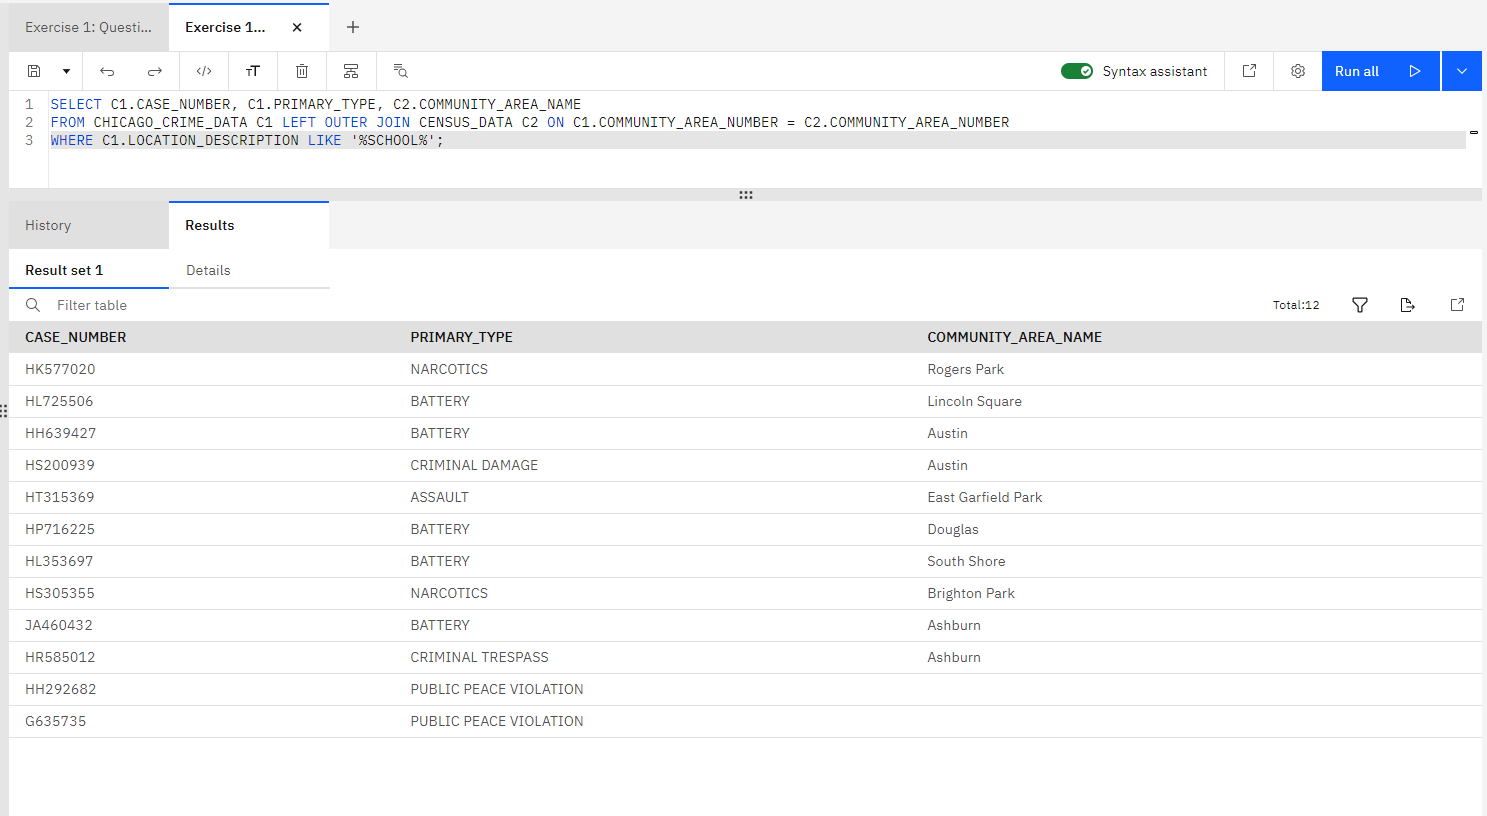 Exercise 1: Questi...
Exercise 1...
Syntax assistant
Run all
1 SELECT C1.CASE_NUMBER, C1.PRIMARY_TYPE, C2.COMMUNITY_AREA_NAME
2 FROM CHICAGO_CRIME_DATA C1 LEFT OUTER JOIN CENSUS_DATA C2 ON C1.COMMUNITY_AREA_NUMBER = C2.COMMUNITY_AREA_NUMBER
3 WHERE C1.LOCATION_DESCRIPTION LIKE '%SCHOOL%';
History
Results
Result set 1
Details
Filter table
Total:12
CASE_NUMBER PRIMARY_TYPE COMMUNITY_AREA_NAME
HK577020 NARCOTICS Rogers Park
HL725506 BATTERY Lincoln Square
HH639427 BATTERY Austin
HS200939 CRIMINAL DAMAGE Austin
HT315369 ASSAULT East Garfield Park
HP716225 BATTERY Douglas
HL353697 BATTERY South Shore
HS305355 NARCOTICS Brighton Park
JA460432 BATTERY Ashburn
HR585012 CRIMINAL TRESPASS Ashburn
HH292682 PUBLIC PEACE VIOLATION
G635735 PUBLIC PEACE VIOLATION